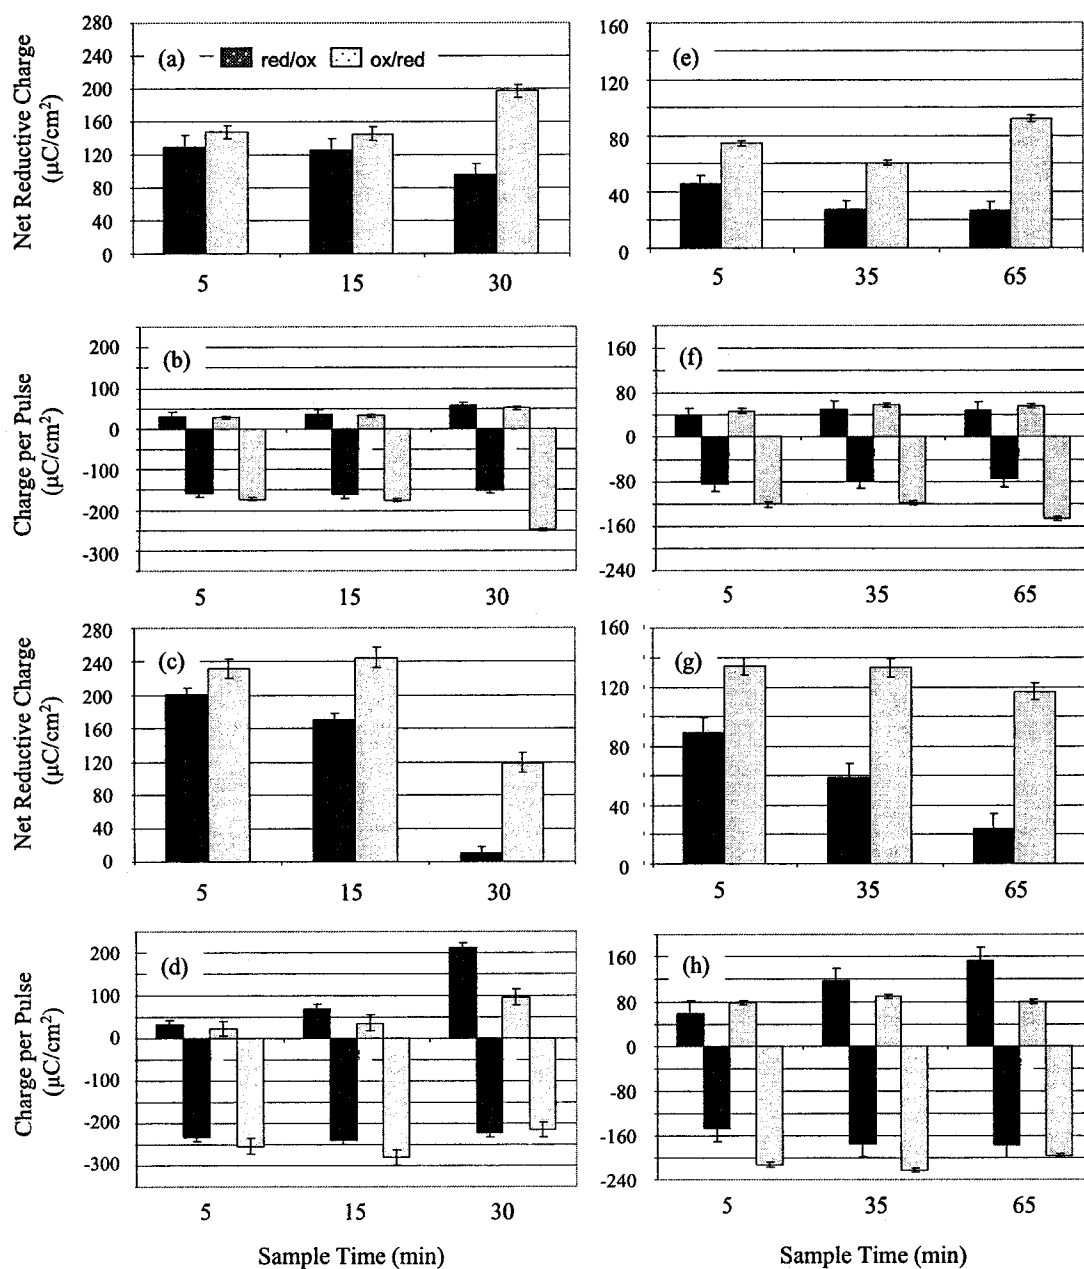 Net Reductive Charge
(µC/cm²)
280
240
200
160
120
80
40
0
(a) red/ox ox/red
5 15 30
160
120
80
40
0
(e)
5 35 65
Charge per Pulse
(µC/cm²)
200
100
0
-100
-200
-300
(b)
5 15 30
160
80
0
-80
-160
-240
(f)
5 35 65
Net Reductive Charge
(µC/cm²)
280
240
200
160
120
80
40
0
(c)
5 15 30
160
120
80
40
0
(g)
5 35 65
Charge per Pulse
(µC/cm²)
200
100
0
-100
-200
-300
(d)
5 15 30
160
80
0
-80
-160
-240
(h)
5 35 65
Sample Time (min) Sample Time (min)